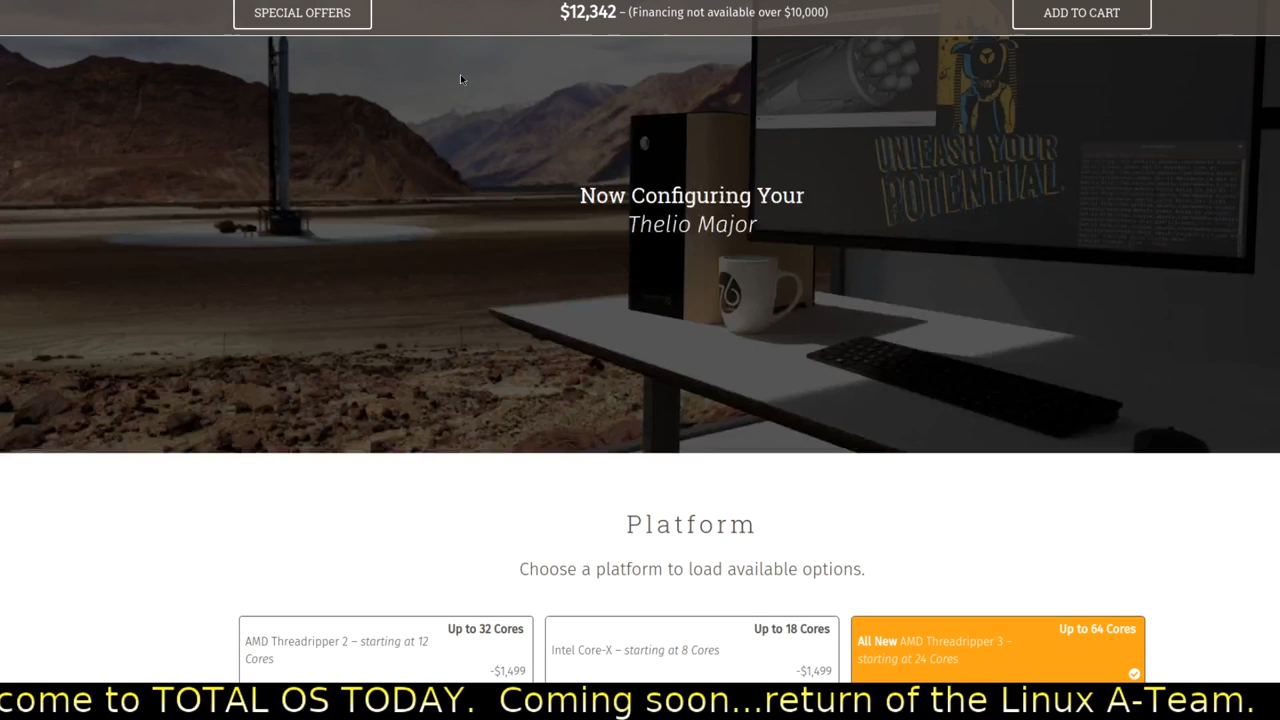 SPECIAL OFFERS
$12,342 – (Financing not available over $10,000)
ADD TO CART
UNLEASH YOUR
POTENTIAL
Now Configuring Your
Thelio Major
Platform
Choose a platform to load available options.
Up to 32 Cores
AMD Threadripper 2 – starting at 12
Cores
-$1,499
Up to 18 Cores
Intel Core-X – starting at 8 Cores
-$1,499
Up to 64 Cores
All New AMD Threadripper 3 –
starting at 24 Cores
come to TOTAL OS TODAY. Coming soon...return of the Linux A-Team.